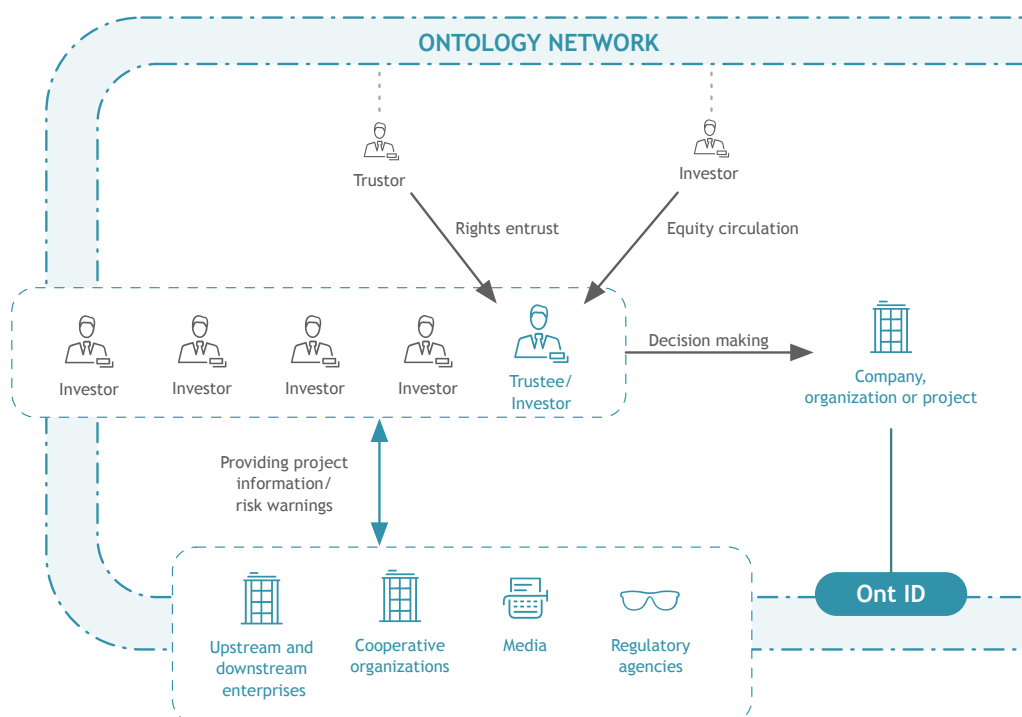 ONTOLOGY NETWORK
Trustor
Investor
Rights entrust
Equity circulation
Investor
Investor
Investor
Investor
Trustee/
Investor
Decision making
Company,
organization or project
Providing project
information/
risk warnings
Upstream and
downstream
enterprises
Cooperative
organizations
Media
Regulatory
agencies
Ont ID